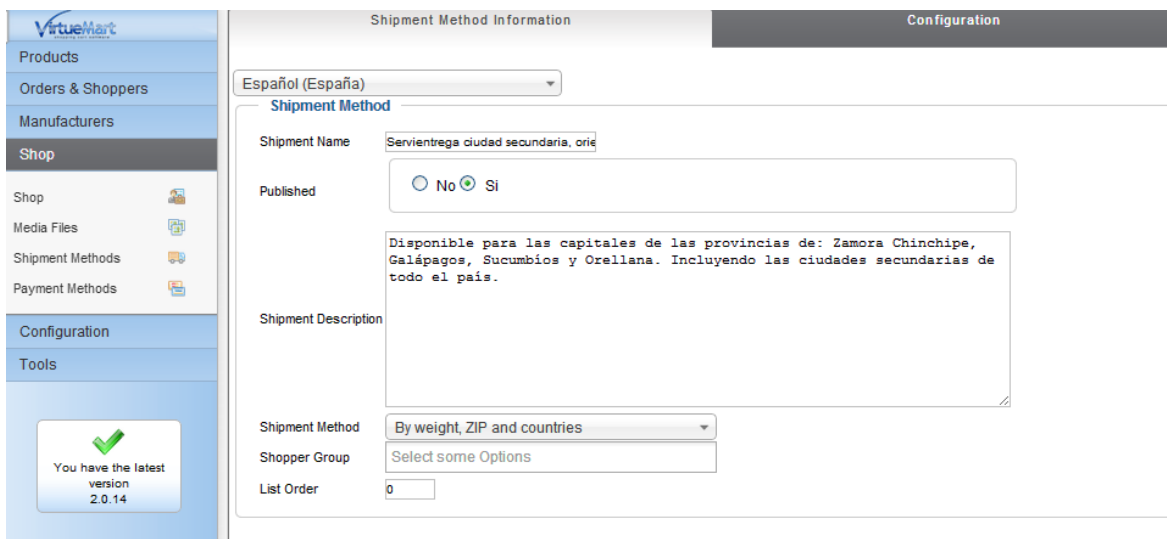 VirtueMart
Products
Orders & Shoppers
Manufacturers
Shop
Shop
Media Files
Shipment Methods
Payment Methods
Configuration
Tools
You have the latest
version
2.0.14
Shipment Method Information
Configuration
Español (España)
Shipment Method
Shipment Name
Servientrega ciudad secundaria, orie
Published
No Si
Shipment Description
Disponible para las capitales de las provincias de: Zamora Chinchipe,
Galápagos, Sucumbíos y Orellana. Incluyendo las ciudades secundarias de
todo el país.
Shipment Method
By weight, ZIP and countries
Shopper Group
Select some Options
List Order
0